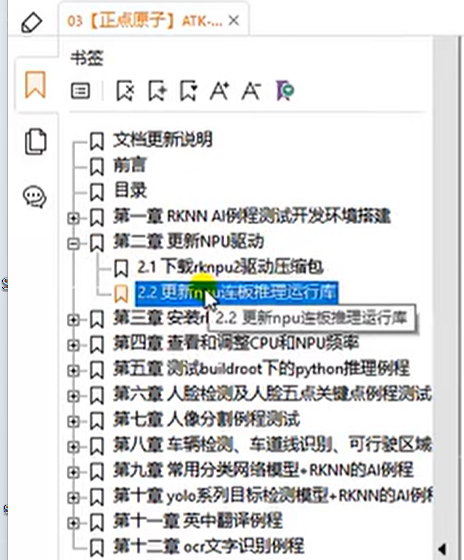 03【正点原子】ATK-...
书签
文档更新说明
前言
目录
第一章 RKNN AI例程测试开发环境搭建
第二章 更新NPU驱动
2.1 下载rknpu2驱动压缩包
2.2 更新npu连板推理运行库
2.2 更新npu连板推理运行库
第三章 安装r
第四章 查看和调整CPU和NPU频率
第五章 测试buildroot下的python推理例程
第六章 人脸检测及人脸五点关键点例程测试
第七章 人像分割例程测试
第八章 车辆检测、车道线识别、可行驶区域
第九章 常用分类网络模型+RKNN的AI例程
第十章 yolo系列目标检测模型+RKNN的AI例
第十一章 英中翻译例程
第十二章 ocr文字识别例程